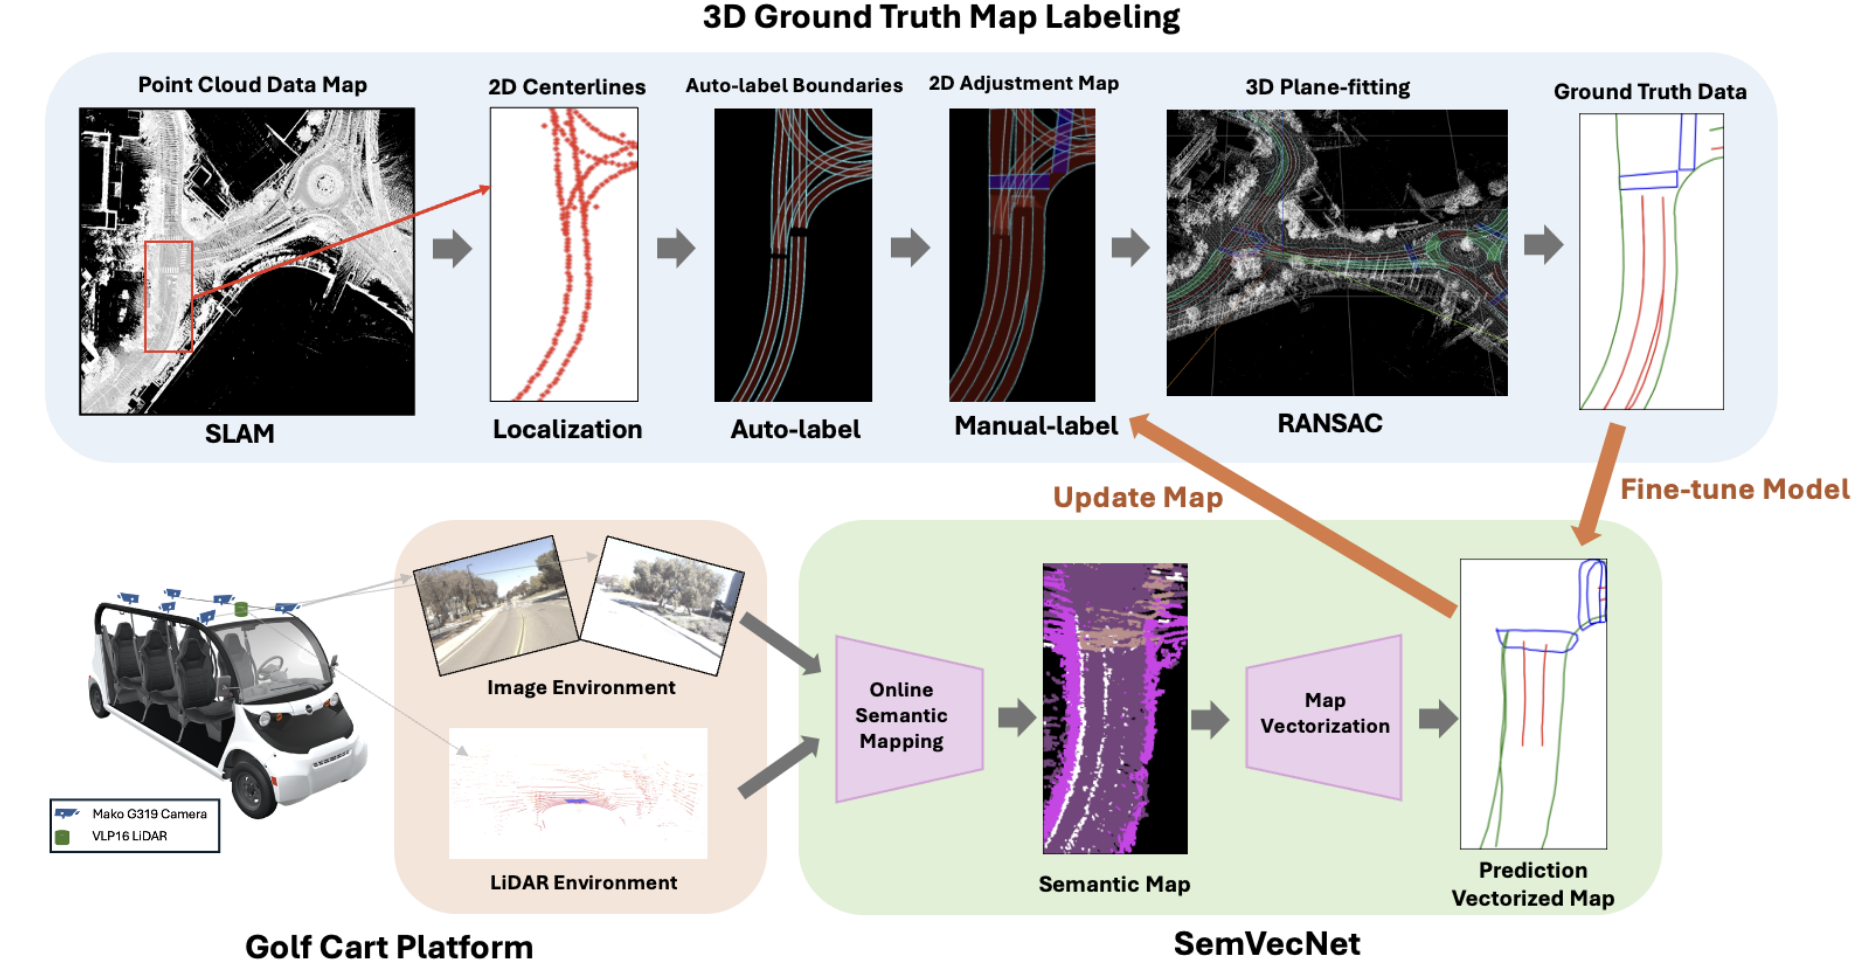 3D Ground Truth Map Labeling
Point Cloud Data Map
2D Centerlines
Auto-label Boundaries
2D Adjustment Map
3D Plane-fitting
Ground Truth Data
SLAM
Localization
Auto-label
Manual-label
RANSAC
Update Map
Fine-tune Model
Image Environment
LiDAR Environment
Mako G319 Camera
VLP16 LiDAR
Online
Semantic
Mapping
Semantic Map
Map
Vectorization
Prediction
Vectorized Map
Golf Cart Platform
SemVecNet